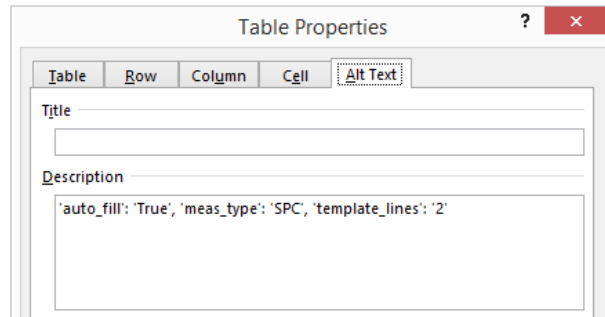 Table Properties ? ×
Table Row Column Cell Alt Text
Title
Description
'auto_fill': 'True', 'meas_type': 'SPC', 'template_lines': '2'